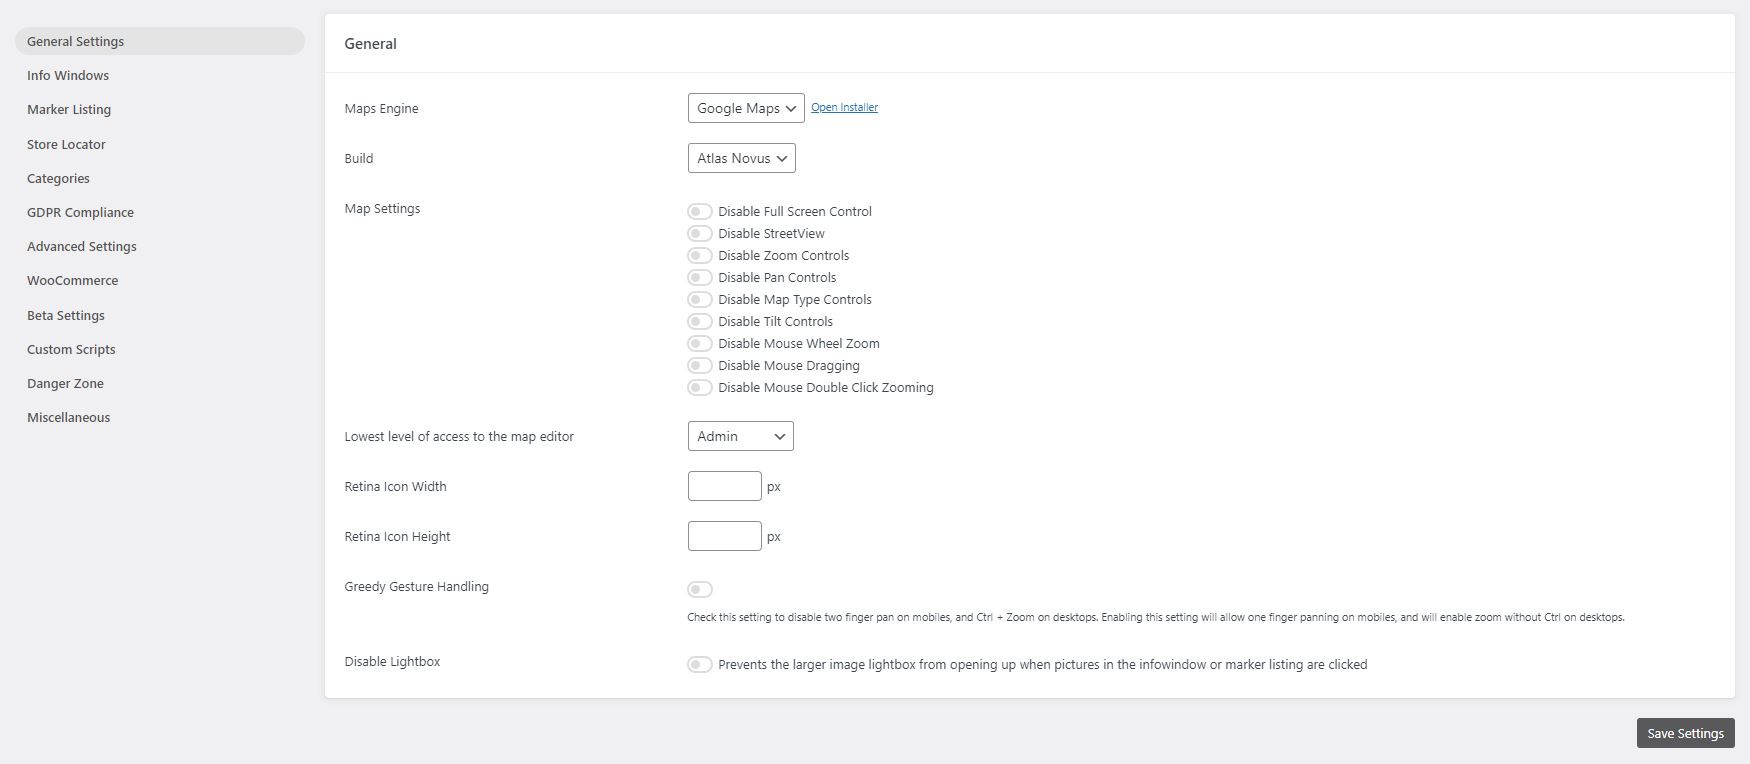 General Settings
Info Windows
Marker Listing
Store Locator
Categories
GDPR Compliance
Advanced Settings
WooCommerce
Beta Settings
Custom Scripts
Danger Zone
Miscellaneous
General
Maps Engine
Google Maps
Open Installer
Build
Atlas Novus
Map Settings
Disable Full Screen Control
Disable StreetView
Disable Zoom Controls
Disable Pan Controls
Disable Map Type Controls
Disable Tilt Controls
Disable Mouse Wheel Zoom
Disable Mouse Dragging
Disable Mouse Double Click Zooming
Lowest level of access to the map editor
Admin
Retina Icon Width
px
Retina Icon Height
px
Greedy Gesture Handling
Check this setting to disable two finger pan on mobiles, and Ctrl + Zoom on desktops. Enabling this setting will allow one finger panning on mobiles, and will enable zoom without Ctrl on desktops.
Disable Lightbox
Prevents the larger image lightbox from opening up when pictures in the infowindow or marker listing are clicked
Save Settings